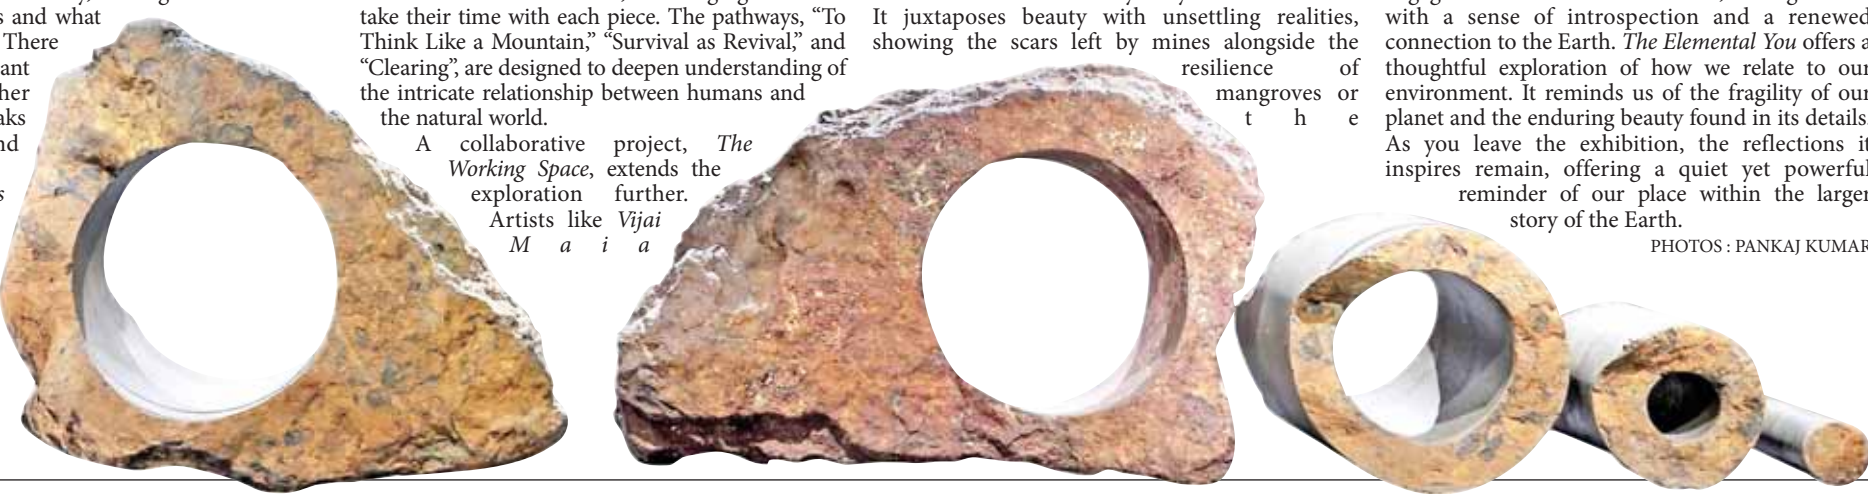 s and what
There
ant
her
aks
nd
s
take their time with each piece. The pathways, “To
Think Like a Mountain,” “Survival as Revival,” and
“Clearing”, are designed to deepen understanding of
the intricate relationship between humans and
the natural world.
A collaborative project, The
Working Space, extends the
exploration further.
Artists like Vijai
M a i a
It juxtaposes beauty with unsettling realities,
showing the scars left by mines alongside the
resilience of
mangroves or
t h e
with a sense of introspection and a renewed
connection to the Earth. The Elemental You offers a
thoughtful exploration of how we relate to our
environment. It reminds us of the fragility of our
planet and the enduring beauty found in its details.
As you leave the exhibition, the reflections it
inspires remain, offering a quiet yet powerful
reminder of our place within the larger
story of the Earth.
PHOTOS : PANKAJ KUMAR